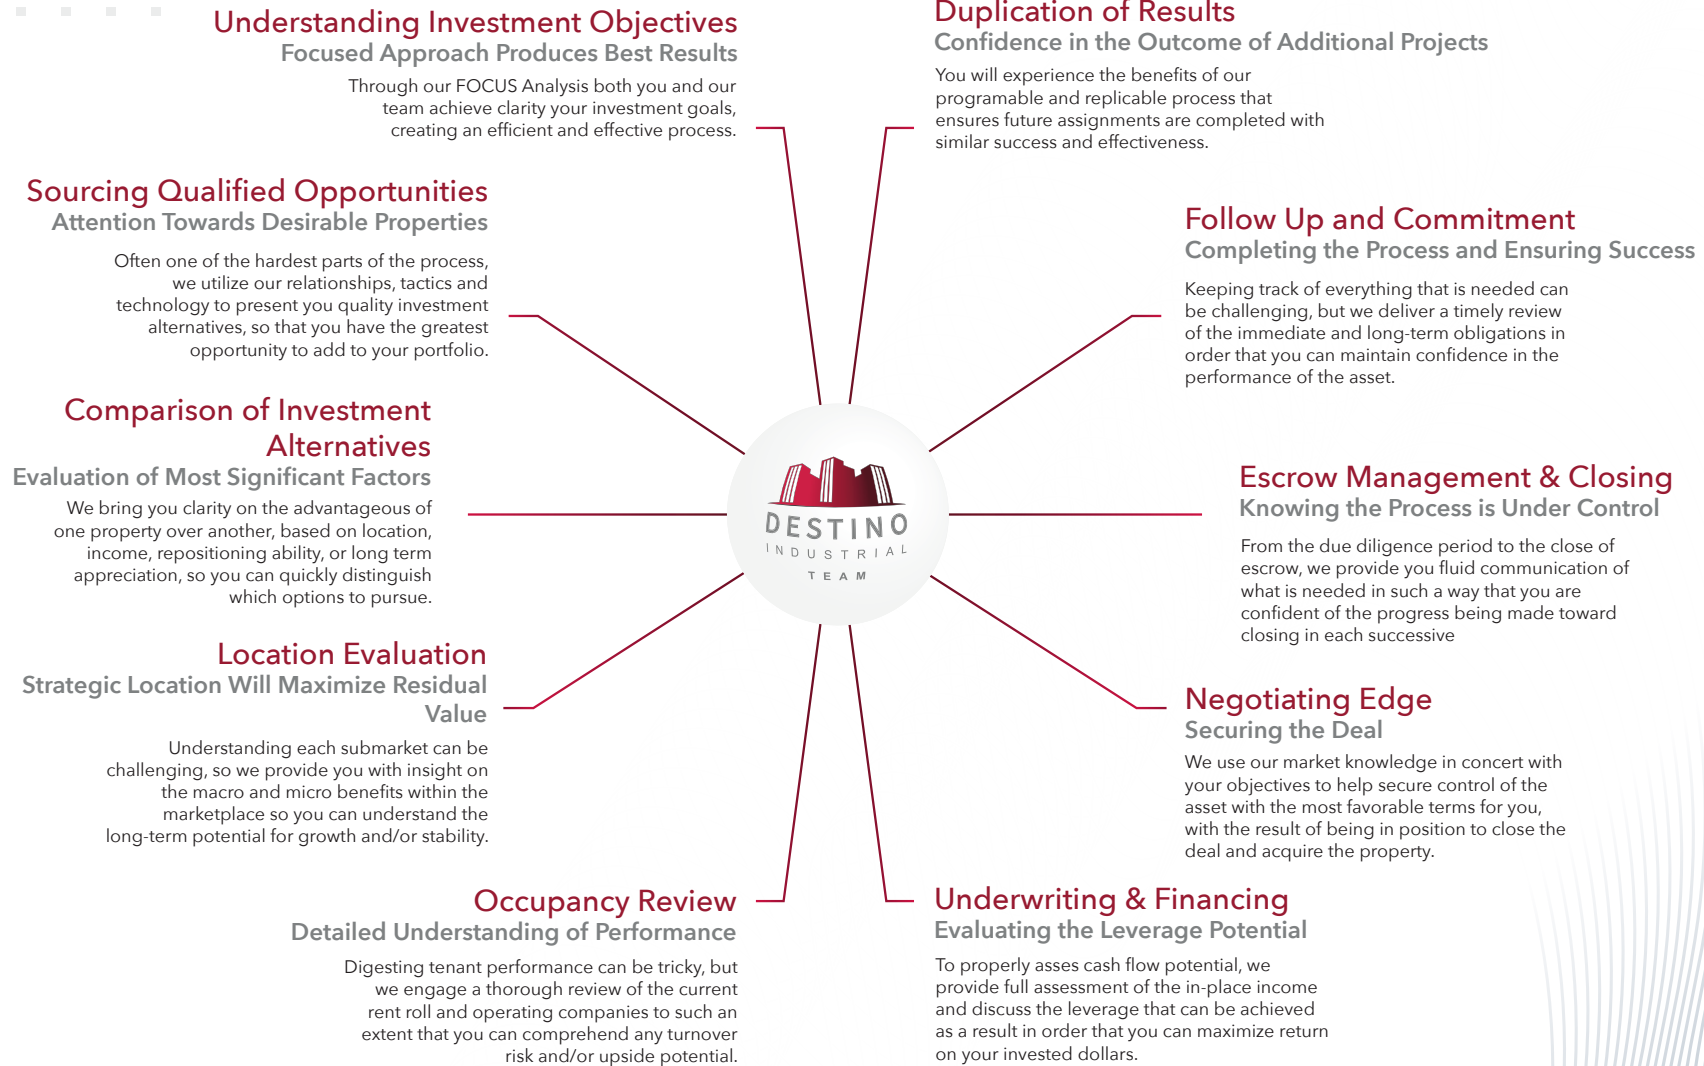 Understanding Investment Objectives
Focused Approach Produces Best Results
Through our FOCUS Analysis both you and our
team achieve clarity your investment goals,
creating an efficient and effective process.
Sourcing Qualified Opportunities
Attention Towards Desirable Properties
Often one of the hardest parts of the process,
we utilize our relationships, tactics and
technology to present you quality investment
alternatives, so that you have the greatest
opportunity to add to your portfolio.
Comparison of Investment
Alternatives
Evaluation of Most Significant Factors
We bring you clarity on the advantageous of
one property over another, based on location,
income, repositioning ability, or long term
appreciation, so you can quickly distinguish
which options to pursue.
Location Evaluation
Strategic Location Will Maximize Residual
Value
Understanding each submarket can be
challenging, so we provide you with insight on
the macro and micro benefits within the
marketplace so you can understand the
long-term potential for growth and/or stability.
Occupancy Review
Detailed Understanding of Performance
Digesting tenant performance can be tricky, but
we engage a thorough review of the current
rent roll and operating companies to such an
extent that you can comprehend any turnover
risk and/or upside potential.
DESTINO
INDUSTRIAL
TEAM
Duplication of Results
Confidence in the Outcome of Additional Projects
You will experience the benefits of our
programable and replicable process that
ensures future assignments are completed with
similar success and effectiveness.
Follow Up and Commitment
Completing the Process and Ensuring Success
Keeping track of everything that is needed can
be challenging, but we deliver a timely review
of the immediate and long-term obligations in
order that you can maintain confidence in the
performance of the asset.
Escrow Management & Closing
Knowing the Process is Under Control
From the due diligence period to the close of
escrow, we provide you fluid communication of
what is needed in such a way that you are
confident of the progress being made toward
closing in each successive
Negotiating Edge
Securing the Deal
We use our market knowledge in concert with
your objectives to help secure control of the
asset with the most favorable terms for you,
with the result of being in position to close the
deal and acquire the property.
Underwriting & Financing
Evaluating the Leverage Potential
To properly asses cash flow potential, we
provide full assessment of the in-place income
and discuss the leverage that can be achieved
as a result in order that you can maximize return
on your invested dollars.